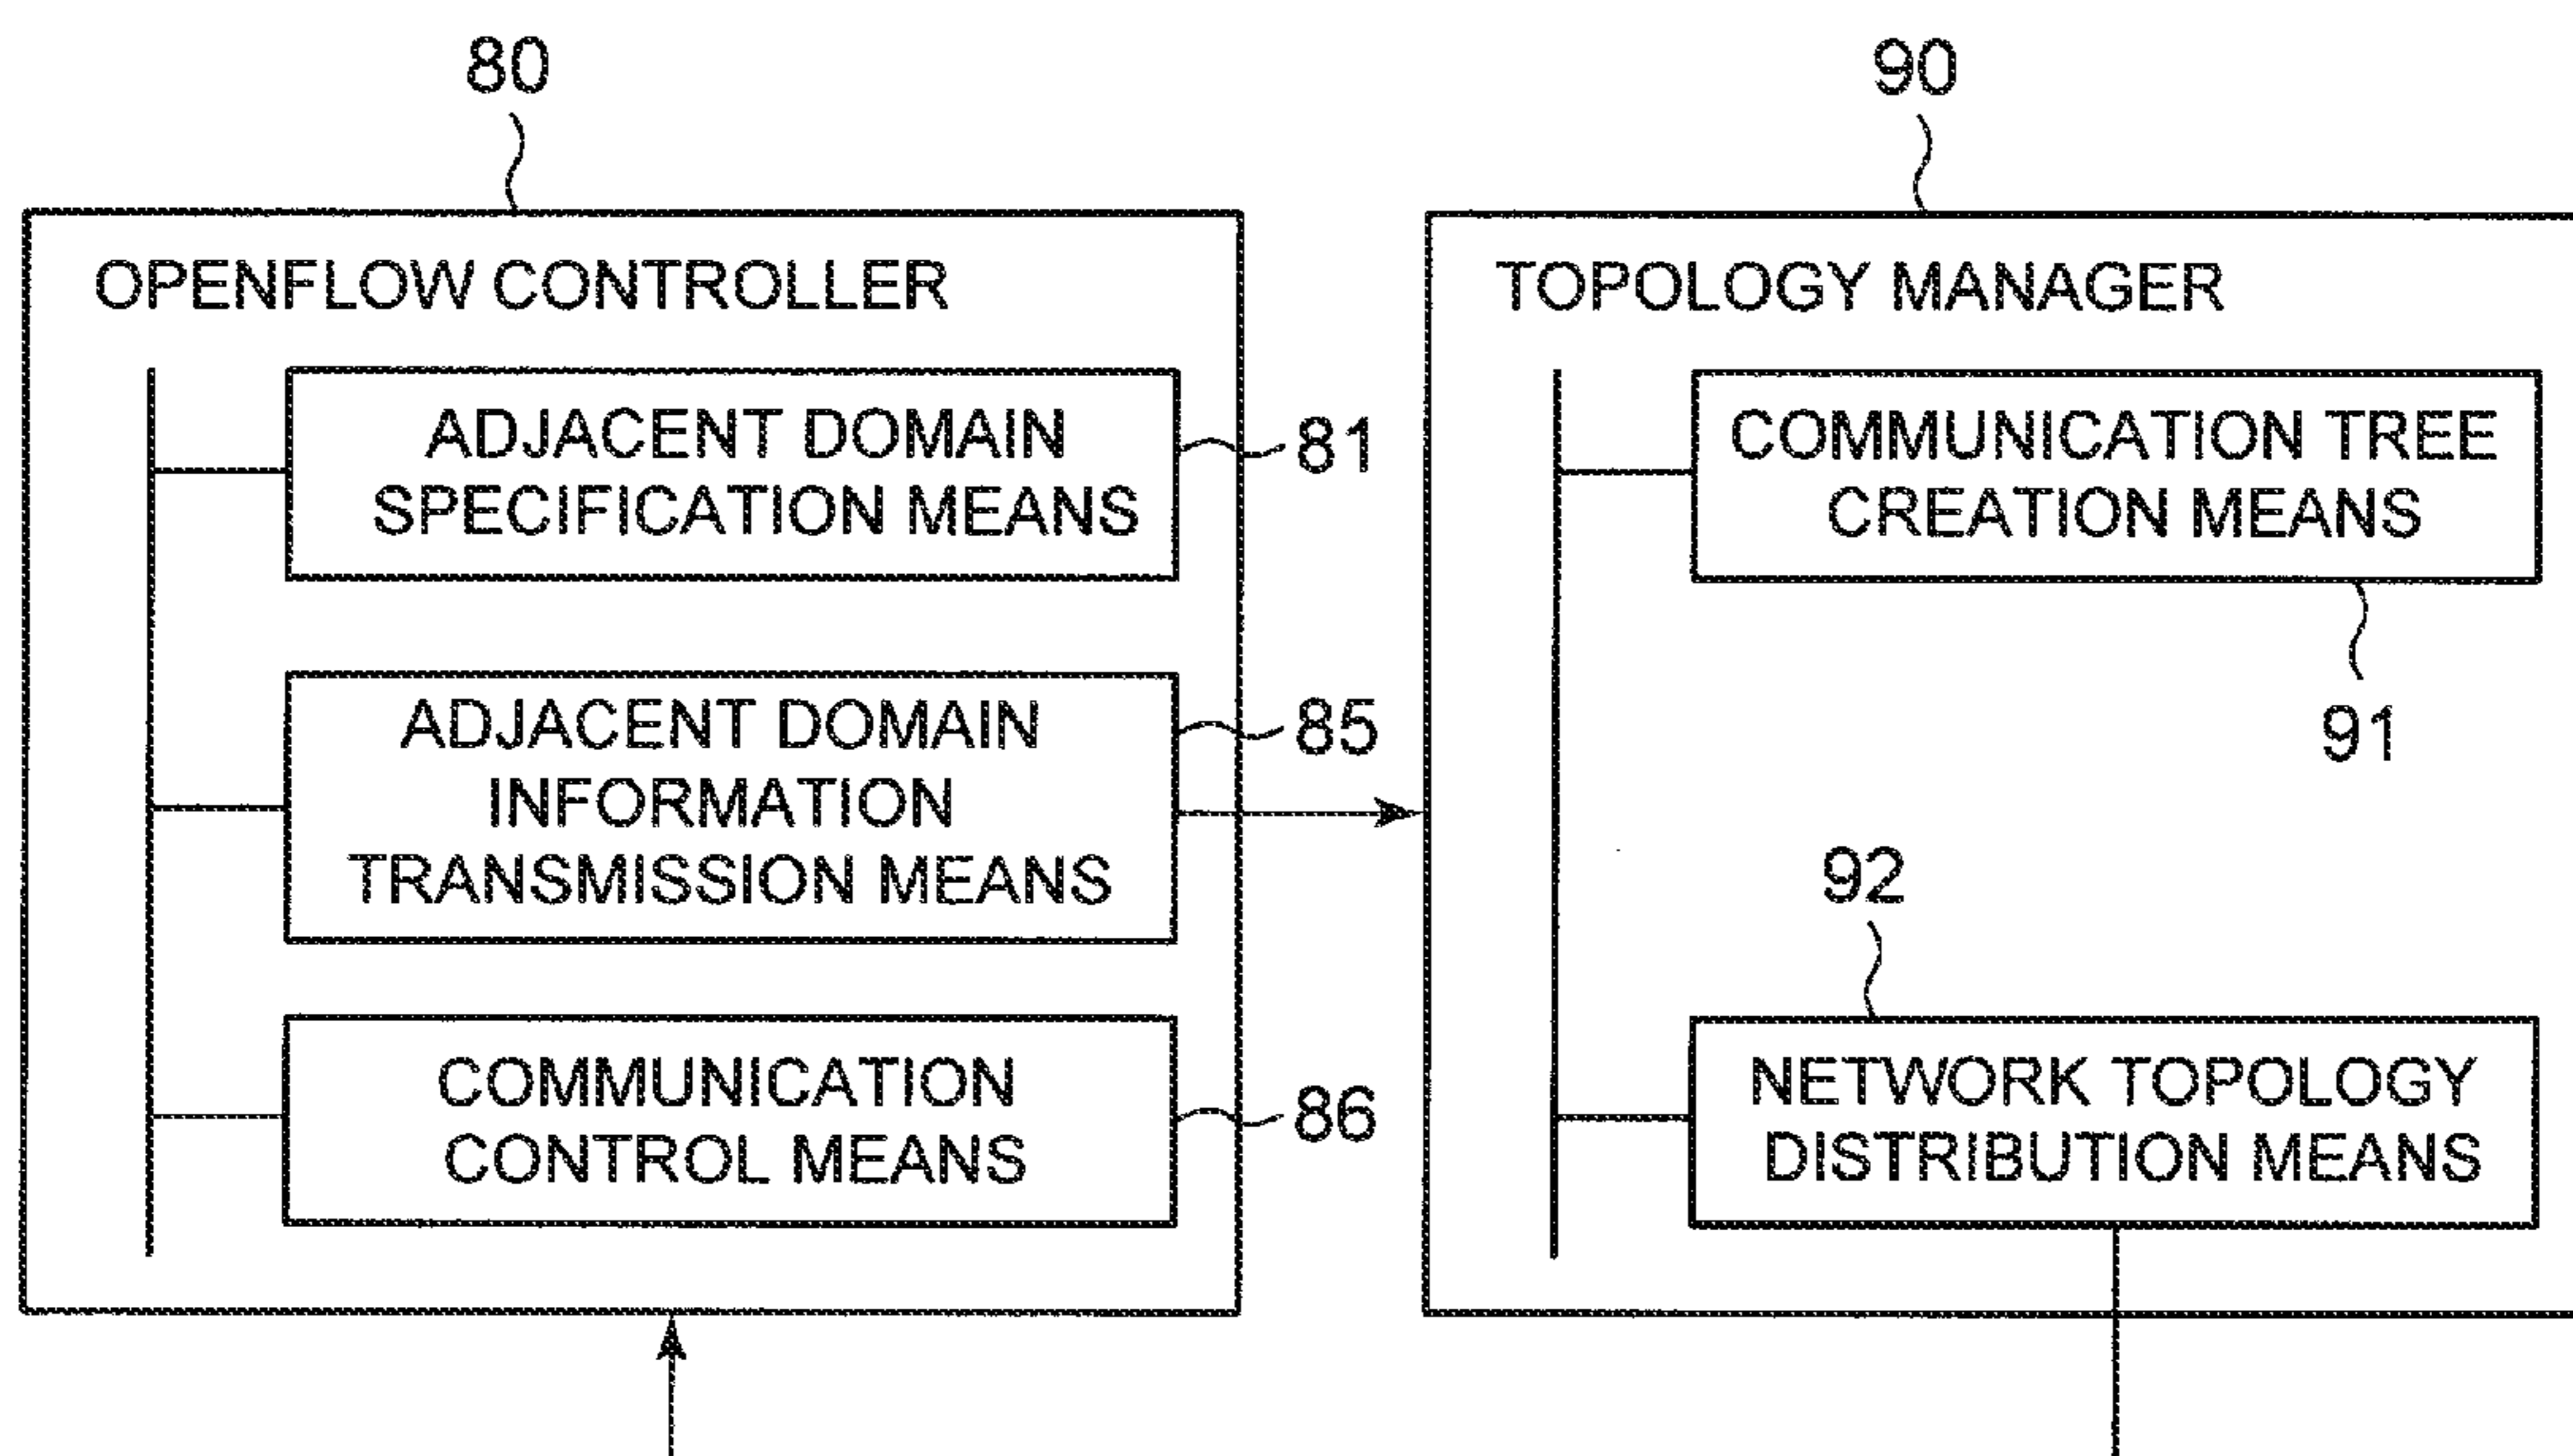 80
OPENFLOW CONTROLLER
ADJACENT DOMAIN
SPECIFICATION MEANS
81
ADJACENT DOMAIN
INFORMATION
TRANSMISSION MEANS
85
COMMUNICATION
CONTROL MEANS
86
90
TOPOLOGY MANAGER
COMMUNICATION TREE
CREATION MEANS
91
92
NETWORK TOPOLOGY
DISTRIBUTION MEANS